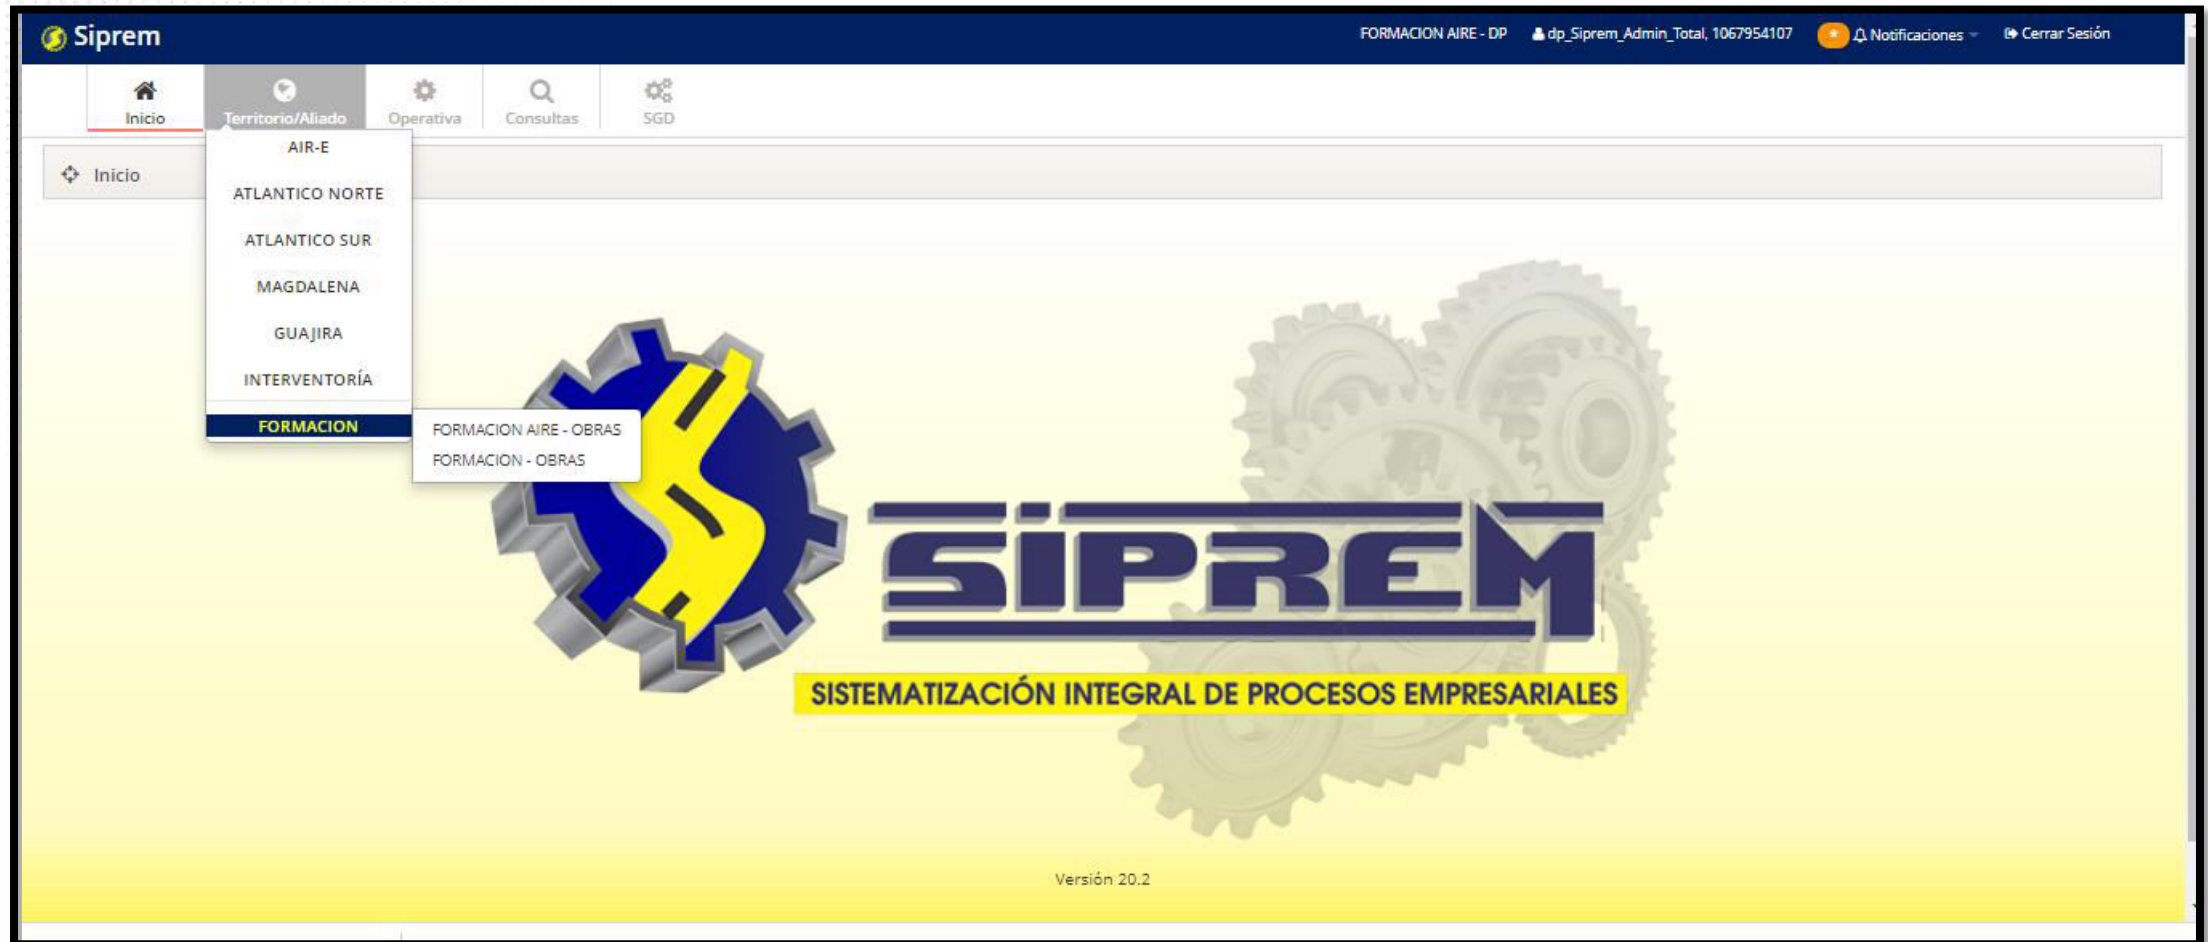 Siprem
FORMACION AIRE - DP dp_Siprem_Admin_Total, 1067954107 Notificaciones Cerrar Sesión
Inicio Territorio/Aliado Operativa Consultas SGD
Inicio
AIR-E
ATLANTICO NORTE
ATLANTICO SUR
MAGDALENA
GUAJIRA
INTERVENTORÍA
FORMACION
FORMACION AIRE - OBRAS
FORMACION - OBRAS
SIPREM
SISTEMATIZACIÓN INTEGRAL DE PROCESOS EMPRESARIALES
Versión 20.2